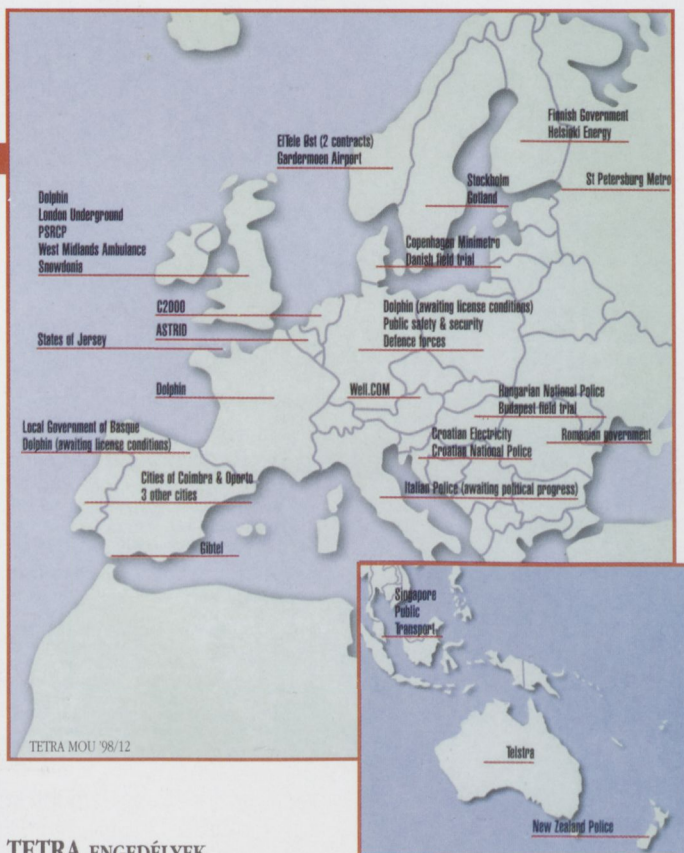 Finnish Government
Helsinki Energy
ElTele Øst (2 contracts)
Gardermoen Airport
St Petersburg Metro
Stockholm
Gotland
Dolphin
London Underground
PSRCP
West Midlands Ambulance
Snowdonia
Copenhagen Minimetro
Danish field trial
C2000
ASTRID
Dolphin (awaiting license conditions)
Public safety & security
Defence forces
States of Jersey
Dolphin
Well.COM
Hungarian National Police
Budapest field trial
Local Government of Basque
Dolphin (awaiting license conditions)
Croatian Electricity
Croatian National Police
Romanian government
Cities of Coimbra & Oporto
3 other cities
Italian Police (awaiting political progress)
Gibtel
Singapore
Public
Transport
TETRA MOU '98/12
Telstra
New Zealand Police
TETRA ENGEDÉLYEK